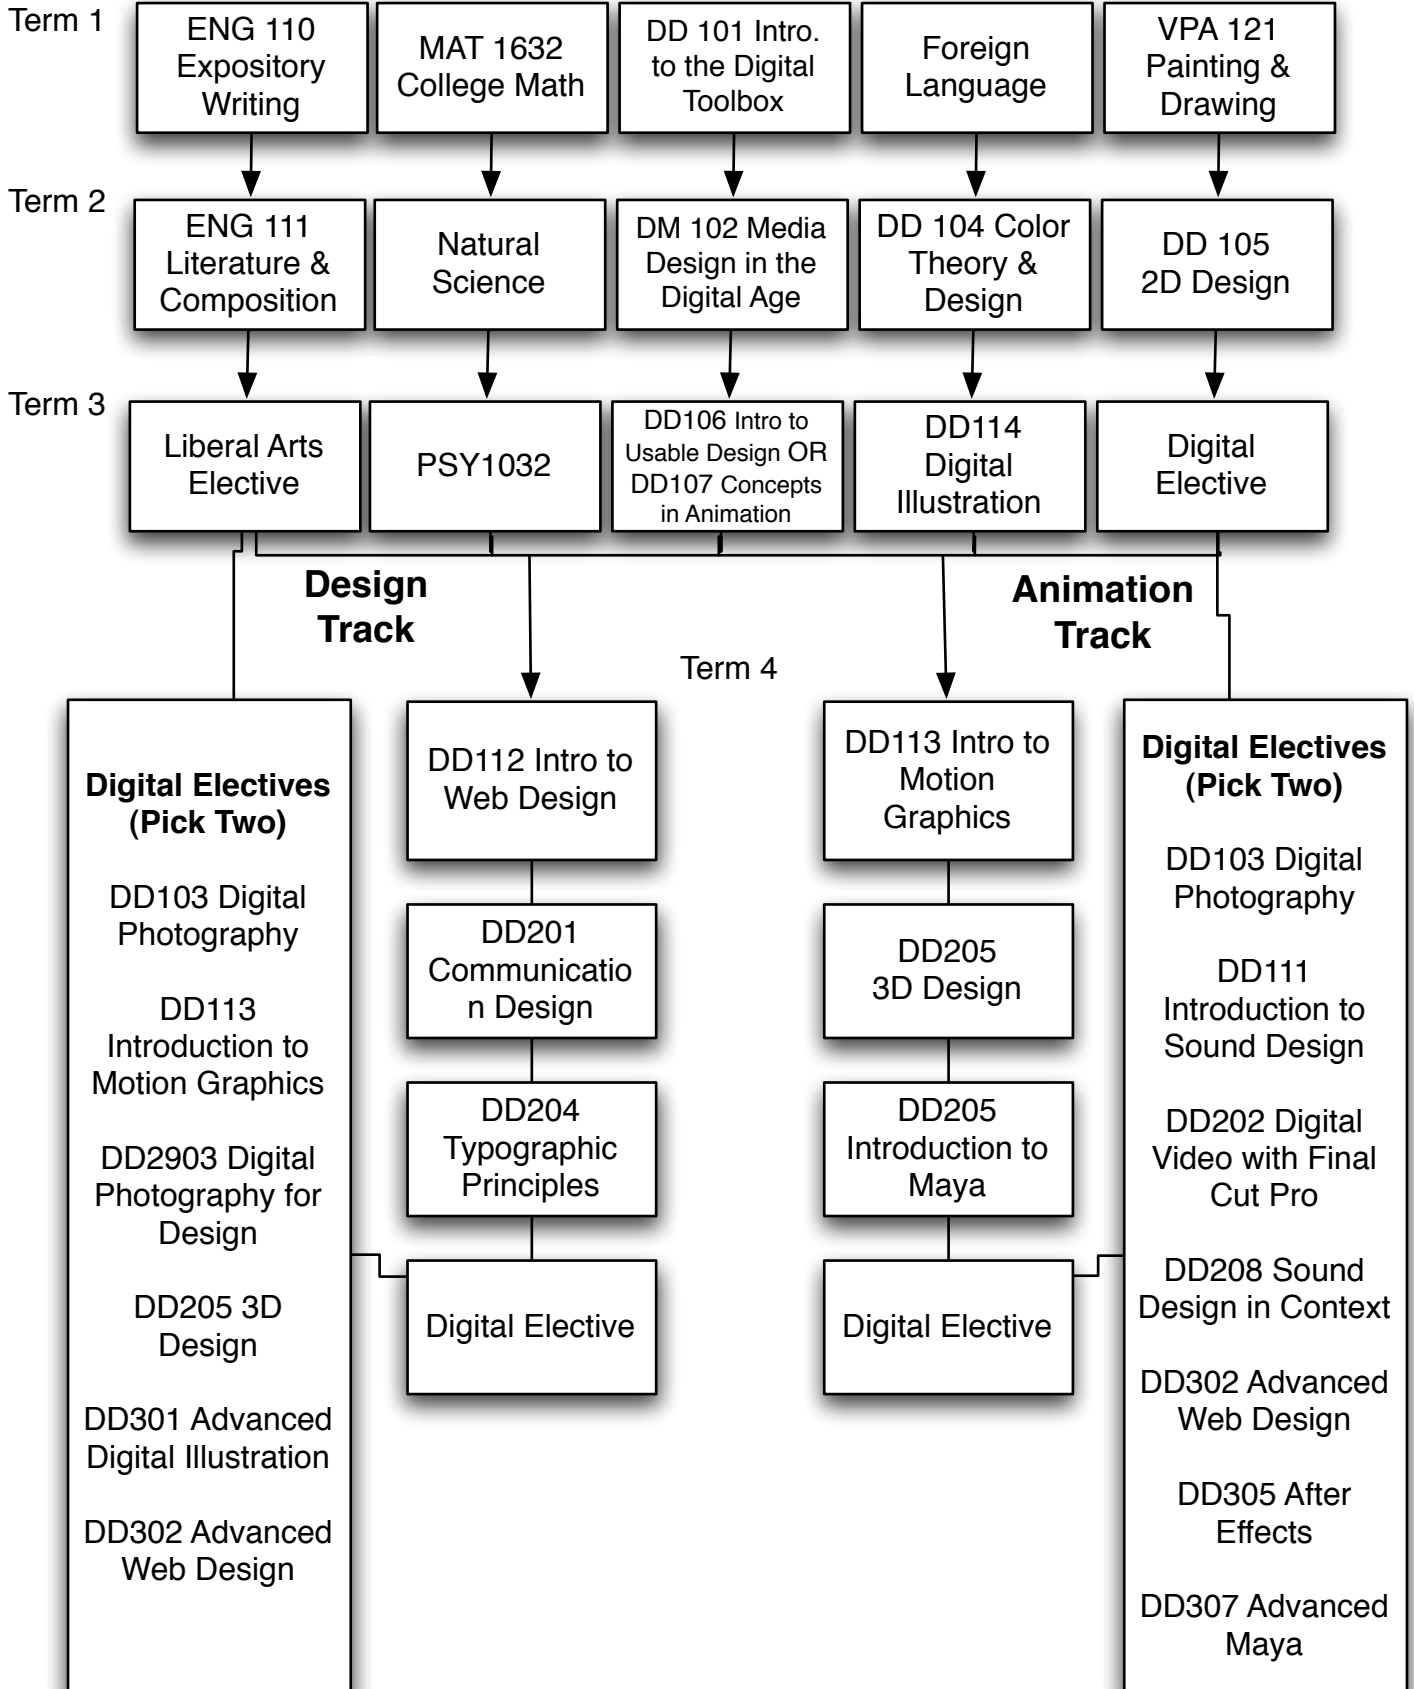 Term 1
ENG 110
Expository
Writing
MAT 1632
College Math
DD 101 Intro.
to the Digital
Toolbox
Foreign
Language
VPA 121
Painting &
Drawing
Term 2
ENG 111
Literature &
Composition
Natural
Science
DM 102 Media
Design in the
Digital Age
DD 104 Color
Theory &
Design
DD 105
2D Design
Term 3
Liberal Arts
Elective
PSY1032
DD106 Intro to
Usable Design OR
DD107 Concepts
in Animation
DD114
Digital
Illustration
Digital
Elective
Design
Track
Animation
Track
Term 4
Digital Electives
(Pick Two)
DD103 Digital
Photography
DD113
Introduction to
Motion Graphics
DD2903 Digital
Photography for
Design
DD205 3D
Design
DD301 Advanced
Digital Illustration
DD302 Advanced
Web Design
DD112 Intro to
Web Design
DD201
Communicatio
n Design
DD204
Typographic
Principles
Digital Elective
DD113 Intro to
Motion
Graphics
DD205
3D Design
DD205
Introduction to
Maya
Digital Elective
Digital Electives
(Pick Two)
DD103 Digital
Photography
DD111
Introduction to
Sound Design
DD202 Digital
Video with Final
Cut Pro
DD208 Sound
Design in Context
DD302 Advanced
Web Design
DD305 After
Effects
DD307 Advanced
Maya